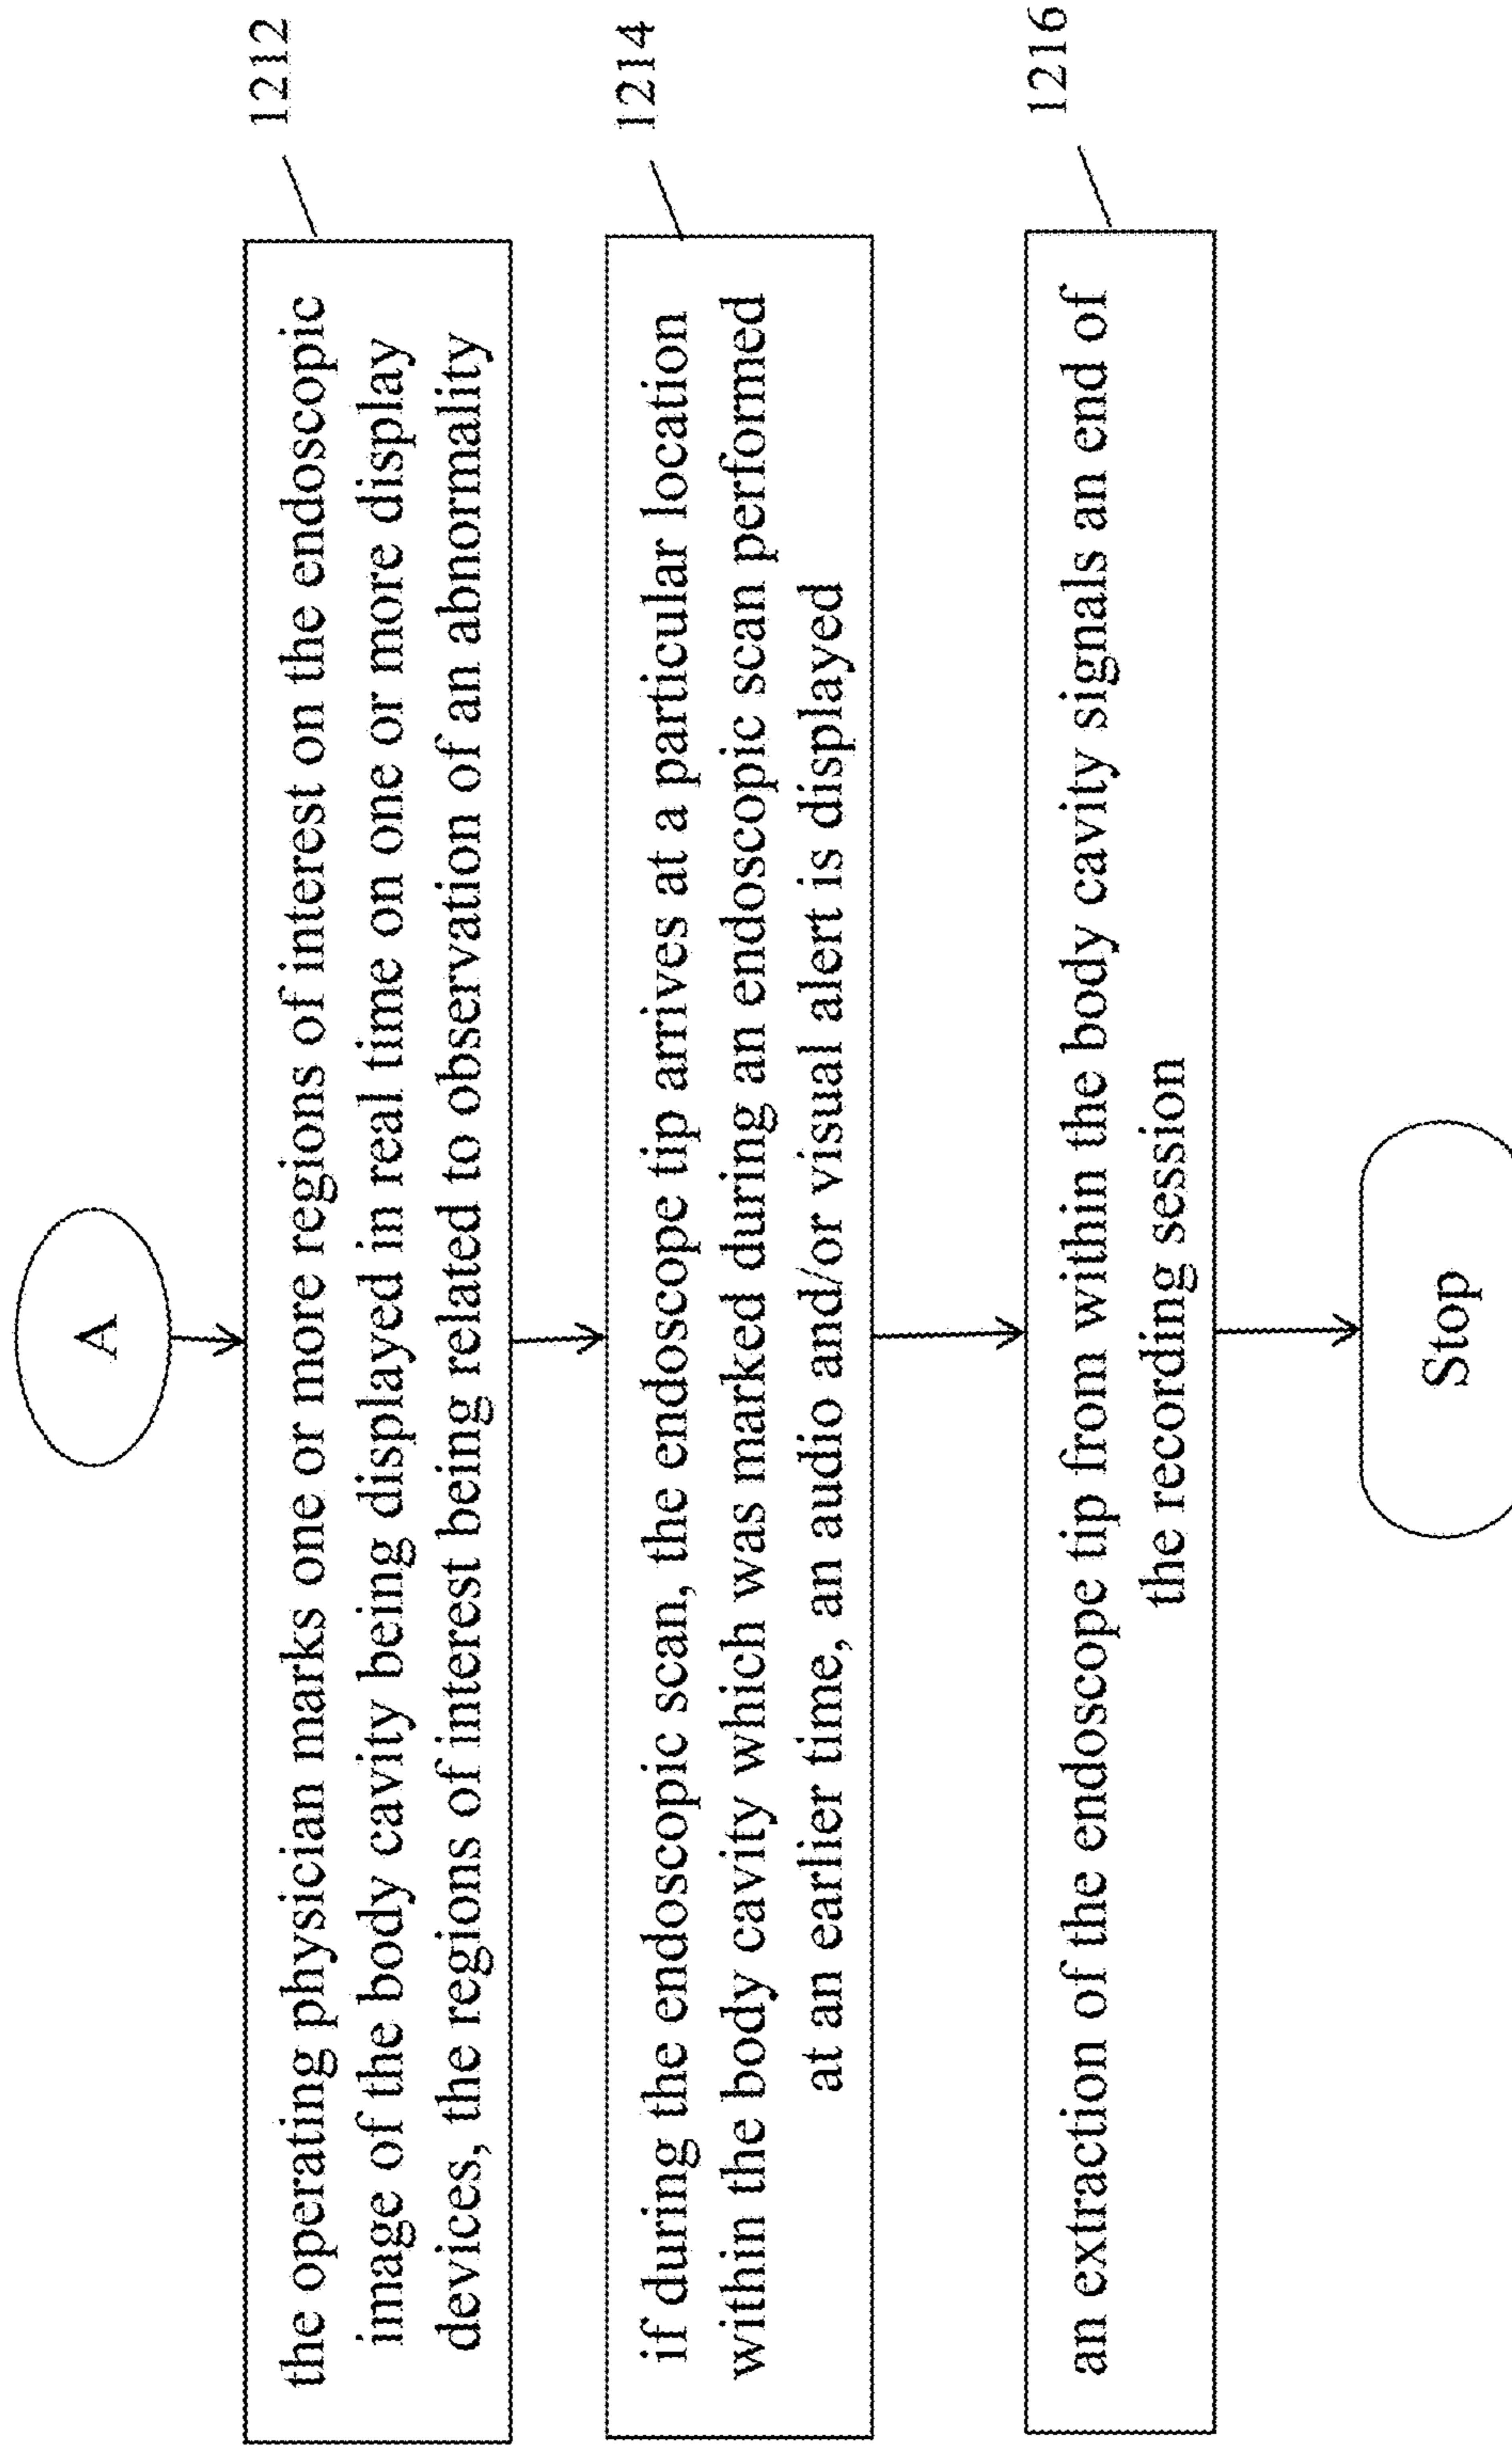 A
the operating physician marks one or more regions of interest on the endoscopic
image of the body cavity being displayed in real time on one or more display
devices, the regions of interest being related to observation of an abnormality
1212
if during the endoscopic scan, the endoscope tip arrives at a particular location
within the body cavity which was marked during an endoscopic scan performed
at an earlier time, an audio and/or visual alert is displayed
1214
an extraction of the endoscope tip from within the body cavity signals an end of
the recording session
1216
Stop